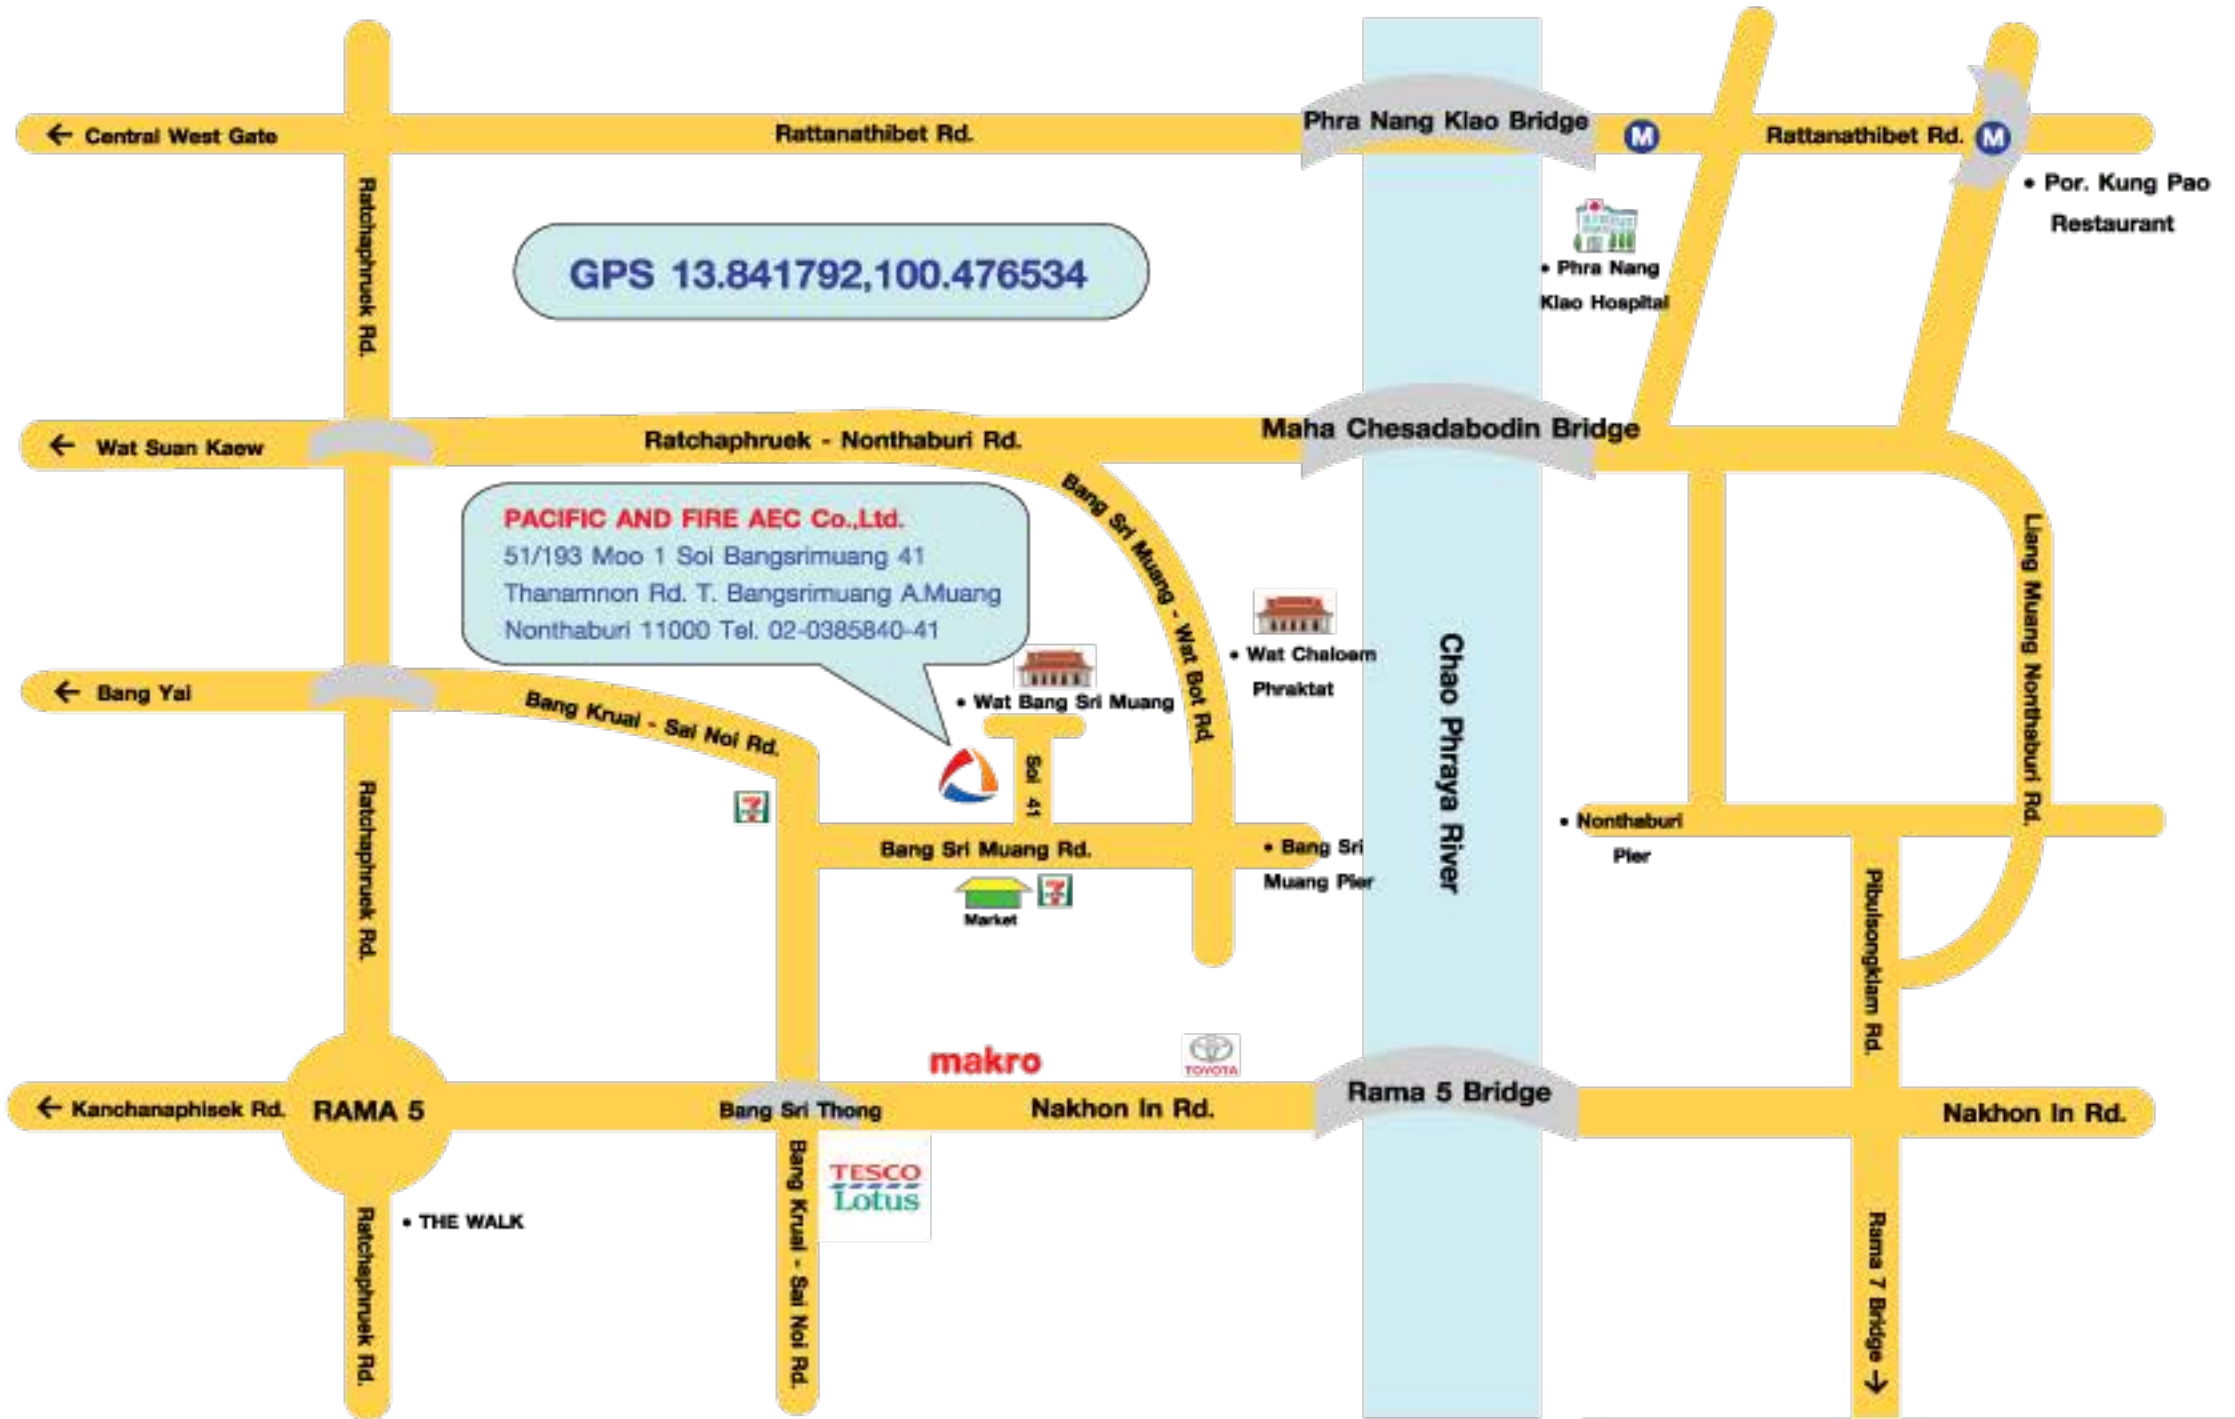 ← Central West Gate
Rattanathibet Rd.
Phra Nang Klao Bridge
M
Rattanathibet Rd.
M
• Por. Kung Pao
Restaurant
Ratchaphruek Rd.
GPS 13.841792,100.476534
• Phra Nang
Klao Hospital
← Wat Suan Kaew
Ratchaphruek - Nonthaburi Rd.
Maha Chesadabodin Bridge
PACIFIC AND FIRE AEC Co.,Ltd.
51/193 Moo 1 Soi Bangsrimuang 41
Thanamnon Rd. T. Bangsrimuang A.Muang
Nonthaburi 11000 Tel. 02-0385840-41
Bang Sri Muang - Wat Bot Rd
• Wat Chaloem
Phraktat
Chao Phraya River
Liang Muang Nonthaburi Rd.
← Bang Yai
Bang Kruai - Sai Noi Rd.
• Wat Bang Sri Muang
Soi 41
7
Ratchaphruek Rd.
Bang Sri Muang Rd.
• Bang Sri
Muang Pier
• Nonthaburi
Pier
Market
7
Pibulsongklam Rd.
makro
TOYOTA
← Kanchanaphisek Rd.
RAMA 5
Bang Sri Thong
Nakhon In Rd.
Rama 5 Bridge
Nakhon In Rd.
Bang Kruai - Sai Noi Rd.
TESCO
Lotus
Ratchaphruek Rd.
• THE WALK
Rama 7 Bridge →